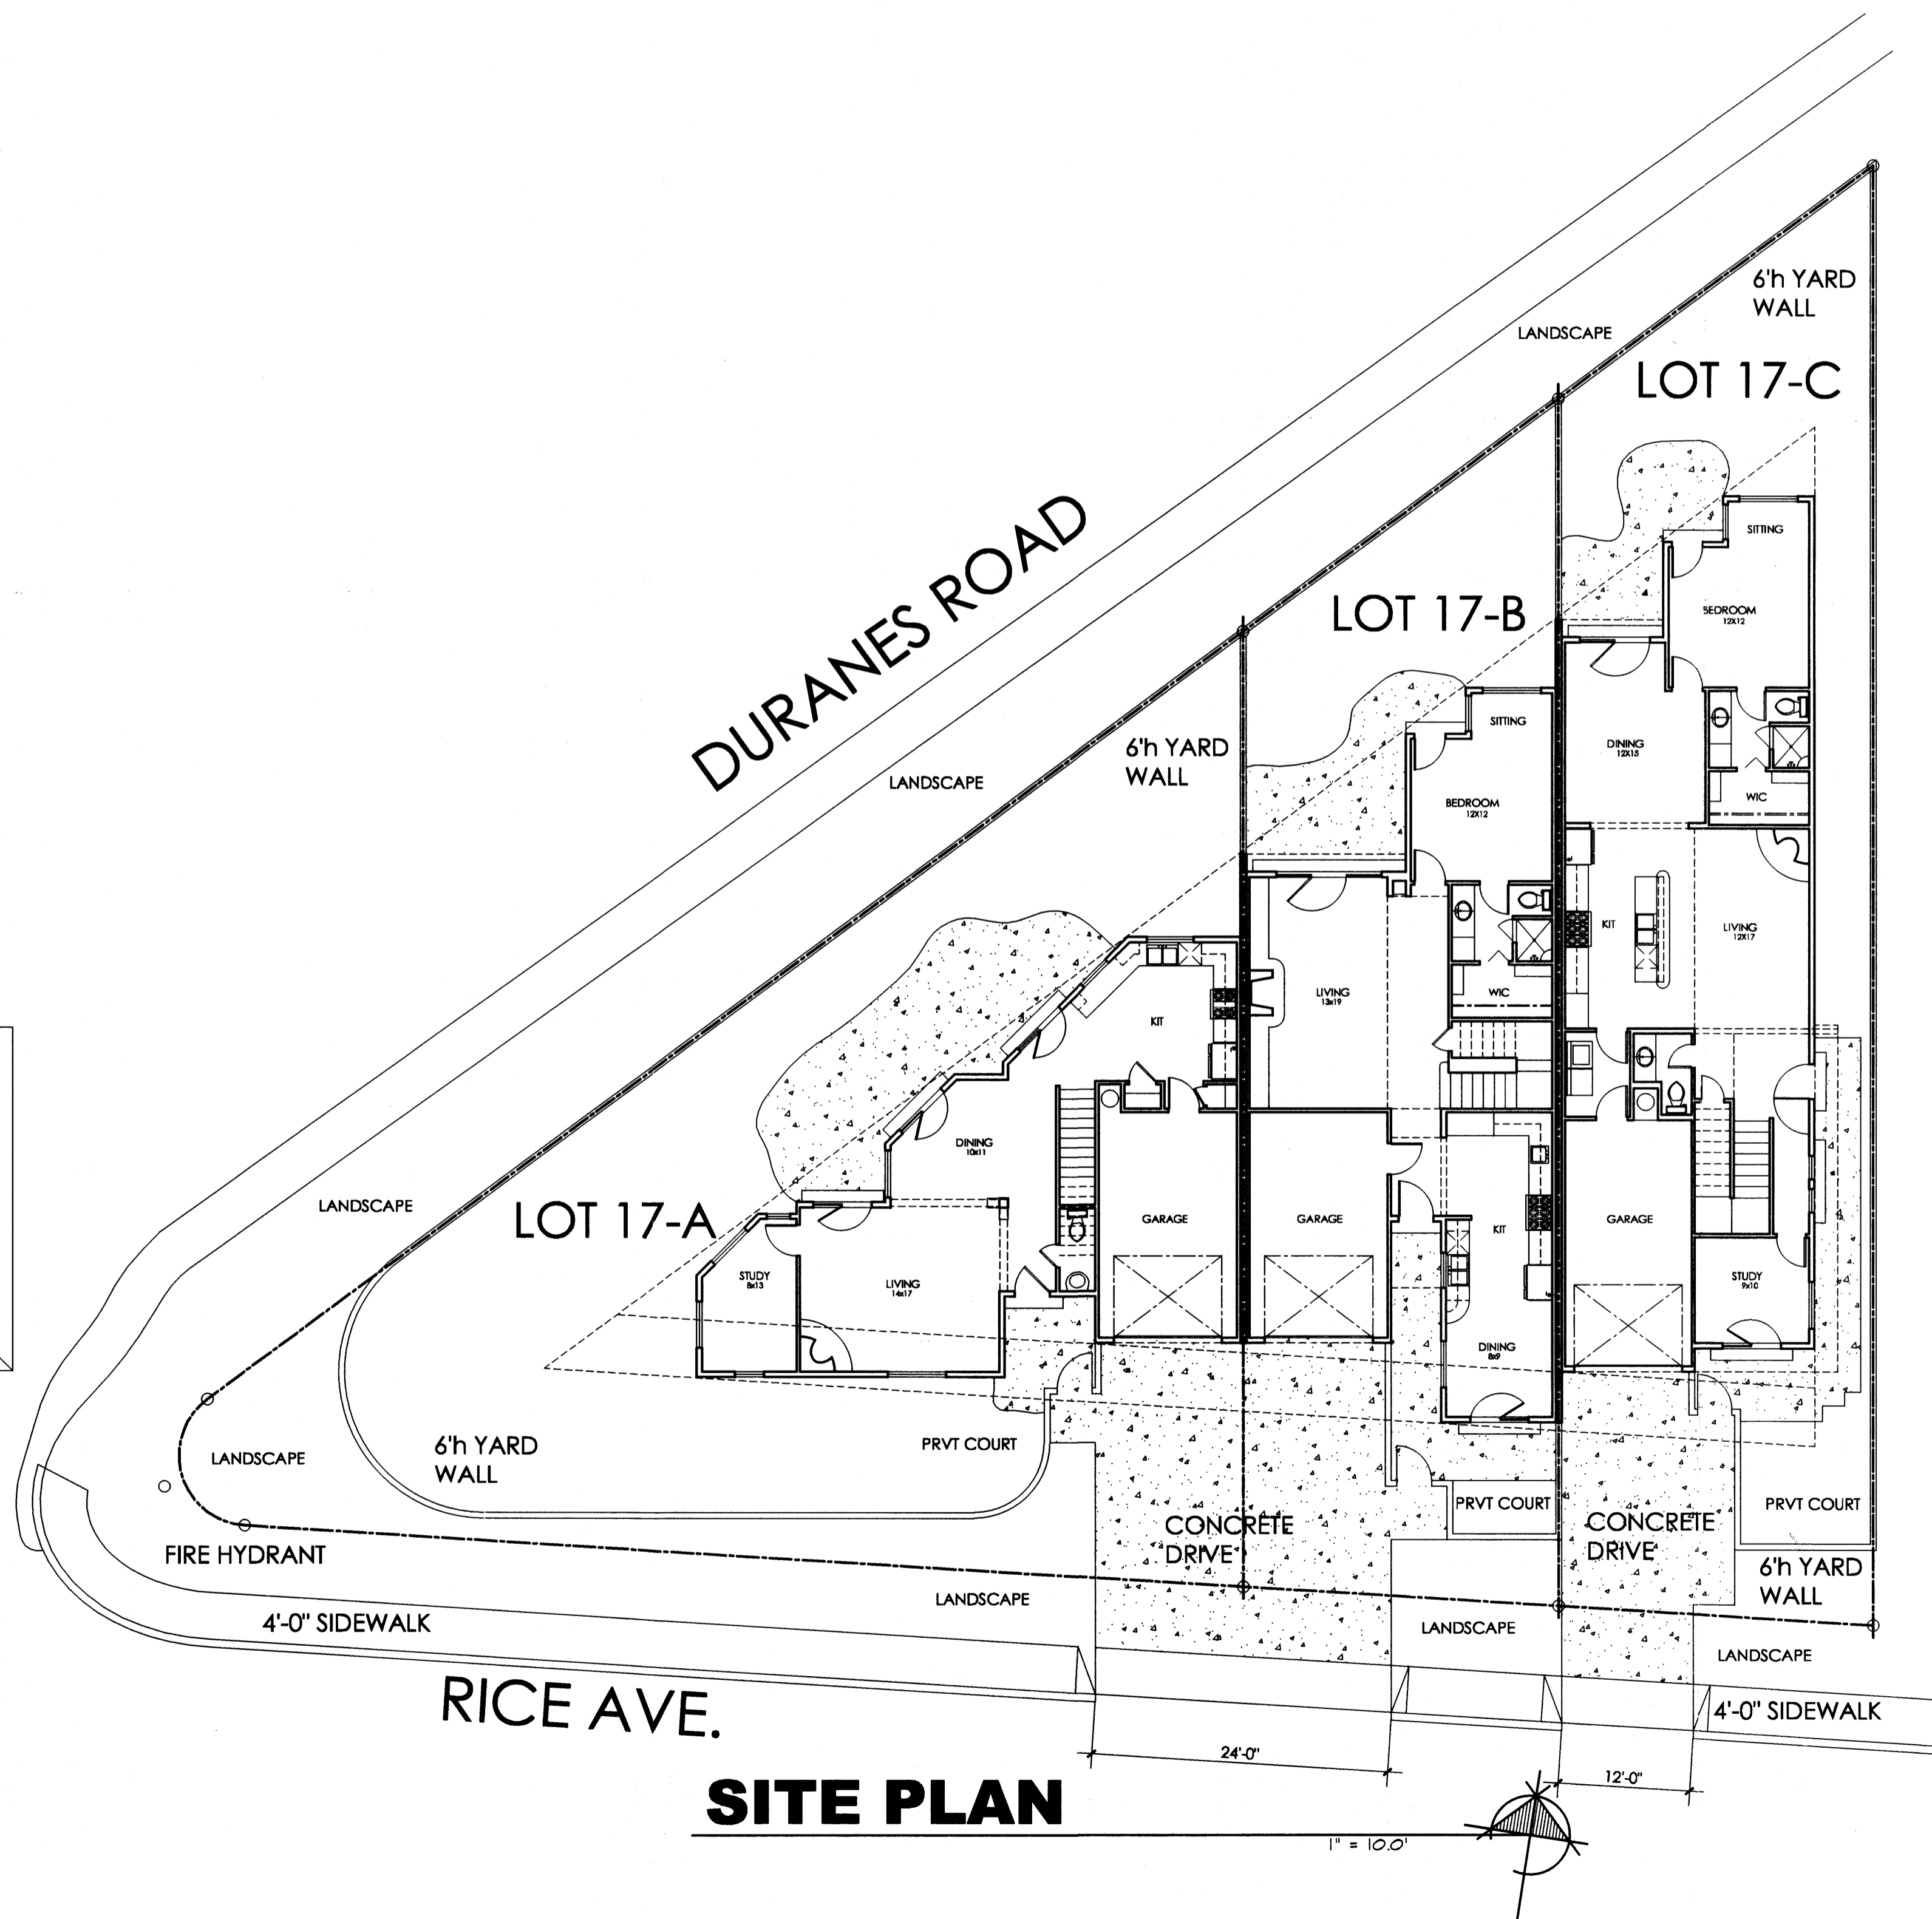 6'h YARD
WALL
LANDSCAPE
LOT 17-C
DURANES ROAD
SITTING
LOT 17-B
BEDROOM
12X12
SITTING
6'h YARD
WALL
LANDSCAPE
DINING
12X15
WIC
BEDROOM
12X12
KIT
LIVING
12X17
LIVING
13x19
WIC
KIT
DINING
10x11
LANDSCAPE
LOT 17-A
GARAGE
GARAGE
KIT
GARAGE
STUDY
8x13
LIVING
14x17
STUDY
9x10
DINING
8x9
LANDSCAPE
6'h YARD
WALL
PRVT COURT
PRVT COURT
PRVT COURT
CONCRETE
DRIVE
CONCRETE
DRIVE
FIRE HYDRANT
6'h YARD
WALL
LANDSCAPE
4'-0" SIDEWALK
LANDSCAPE
LANDSCAPE
RICE AVE.
4'-0" SIDEWALK
24'-0"
12'-0"
SITE PLAN
1" = 10.0'